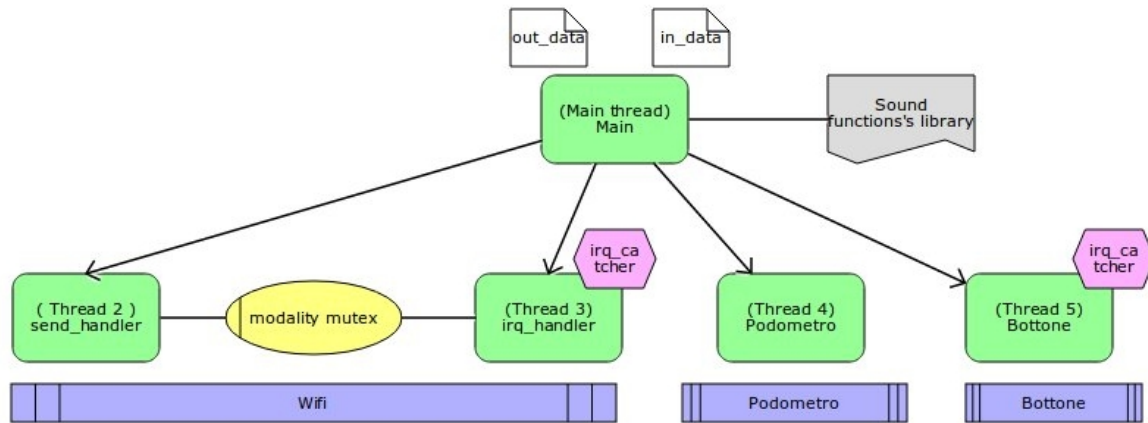 out_data
in_data
(Main thread)
Main
Sound
functions's library
irq_ca
tcher
irq_ca
tcher
( Thread 2 )
send_handler
modality mutex
(Thread 3)
irq_handler
(Thread 4)
Podometro
(Thread 5)
Bottone
Wifi
Podometro
Bottone